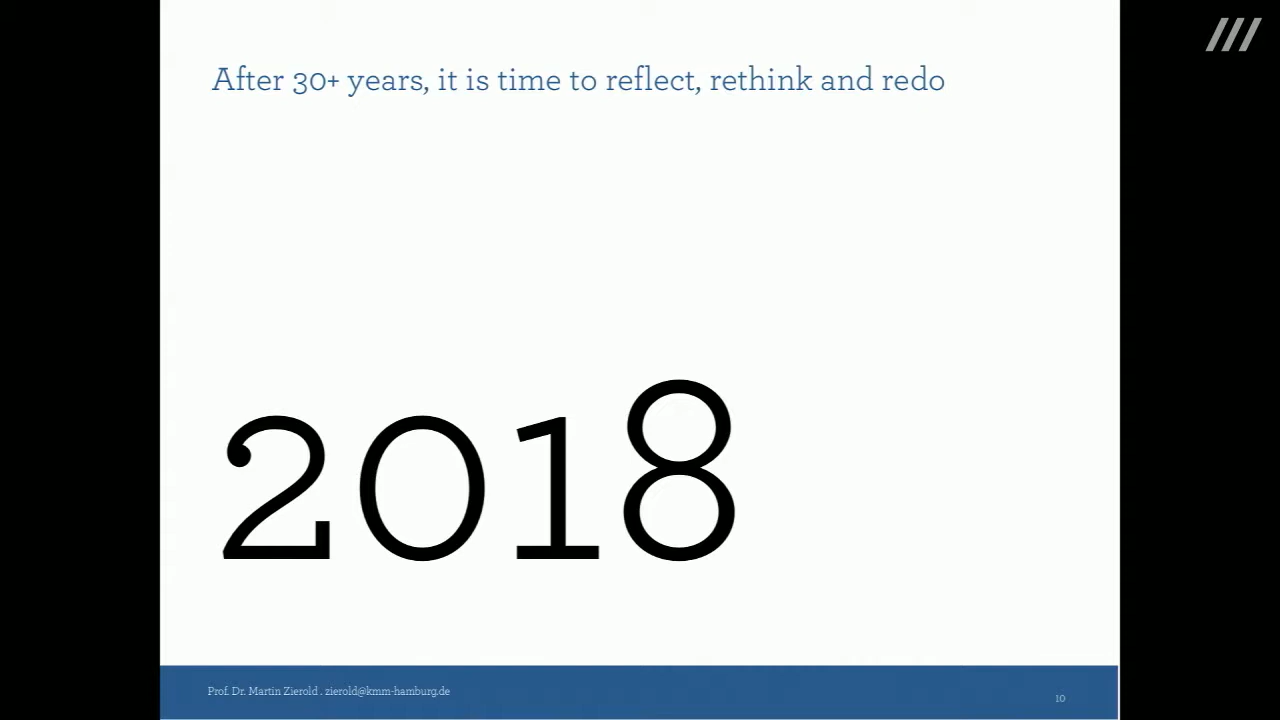 After 30+ years, it is time to reflect, rethink and redo
2018
Prof. Dr. Martin Zierold . zierold@kmm-hamburg.de
10